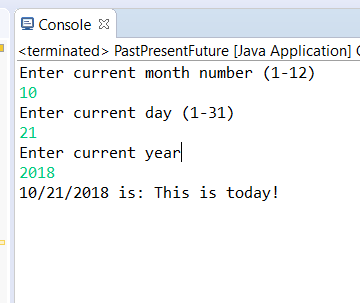 Console
<terminated> PastPresentFuture [Java Application]
Enter current month number (1-12)
10
Enter current day (1-31)
21
Enter current year
2018
10/21/2018 is: This is today!